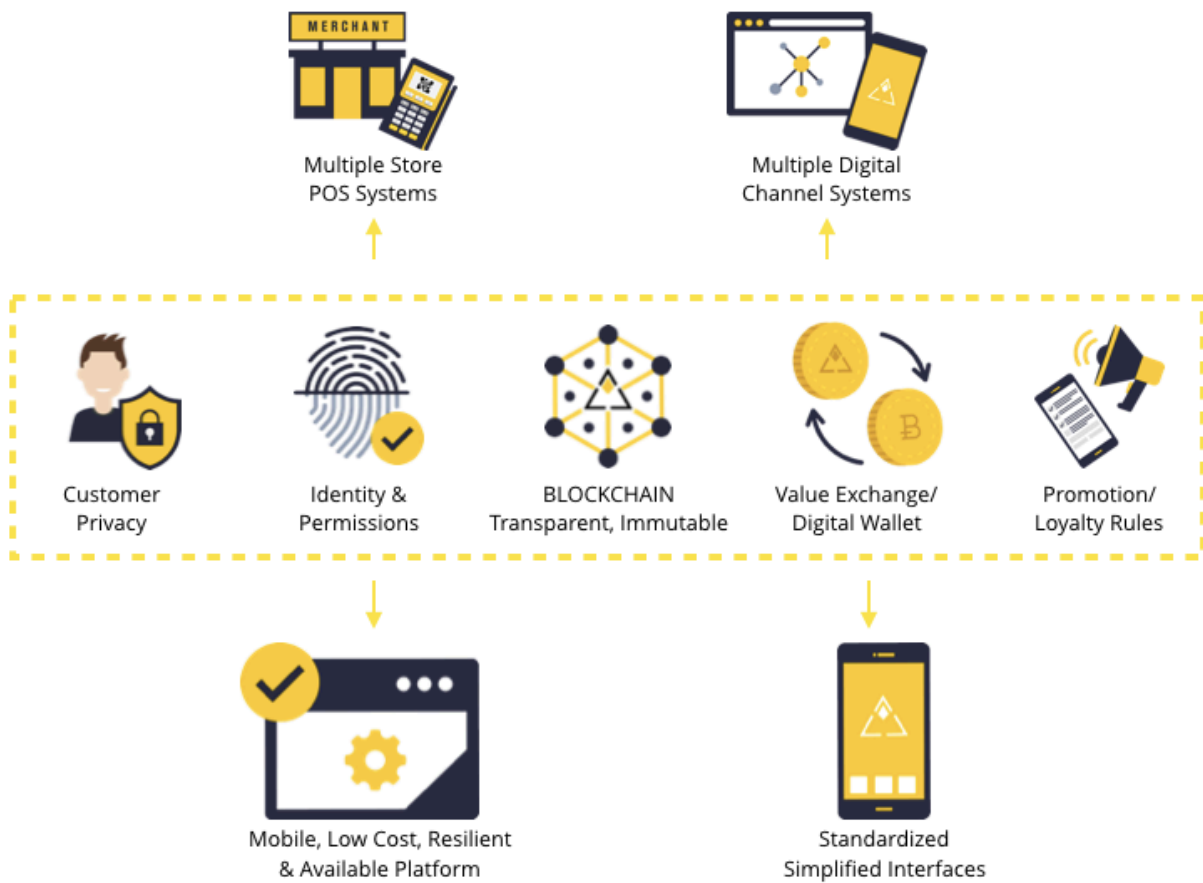 MERCHANT
Multiple Store
POS Systems
Multiple Digital
Channel Systems
Customer
Privacy
Identity &
Permissions
BLOCKCHAIN
Transparent, Immutable
Value Exchange/
Digital Wallet
Promotion/
Loyalty Rules
Mobile, Low Cost, Resilient
& Available Platform
Standardized
Simplified Interfaces